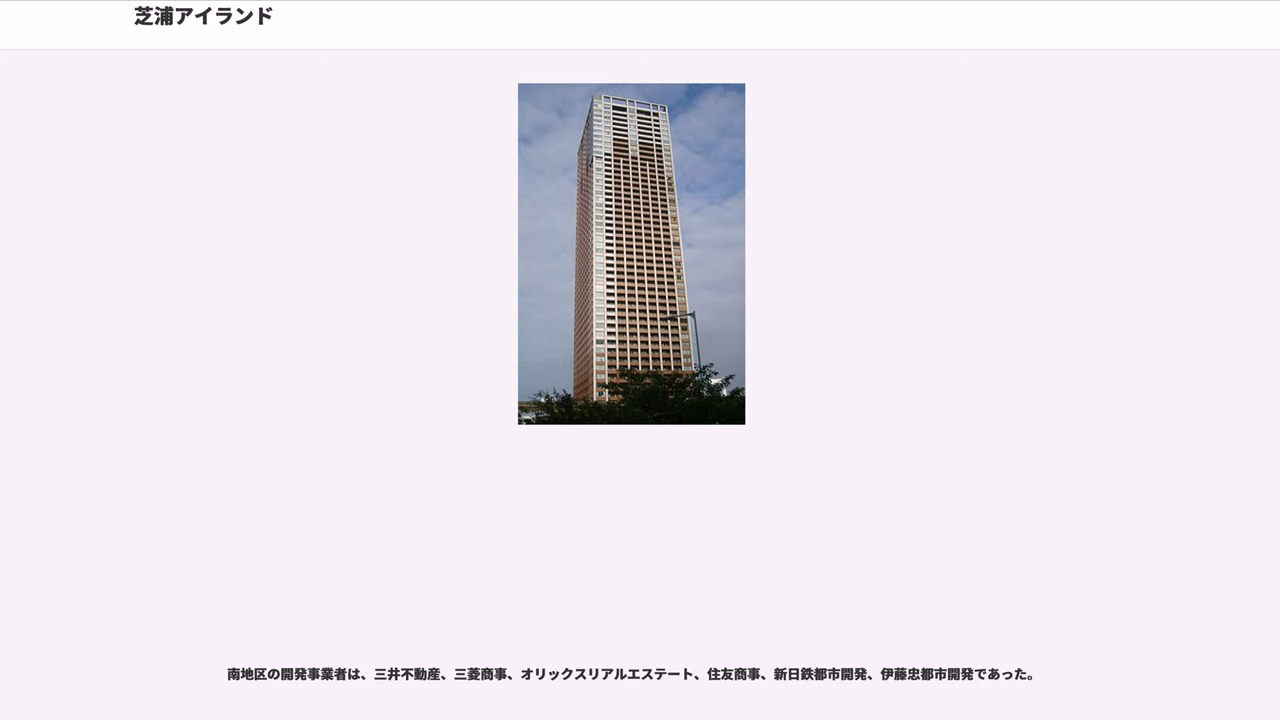 芝浦アイランド
南地区の開発事業者は、三井不動産、三菱商事、オリックスリアルエステート、住友商事、新日鉄都市開発、伊藤忠都市開発であった。